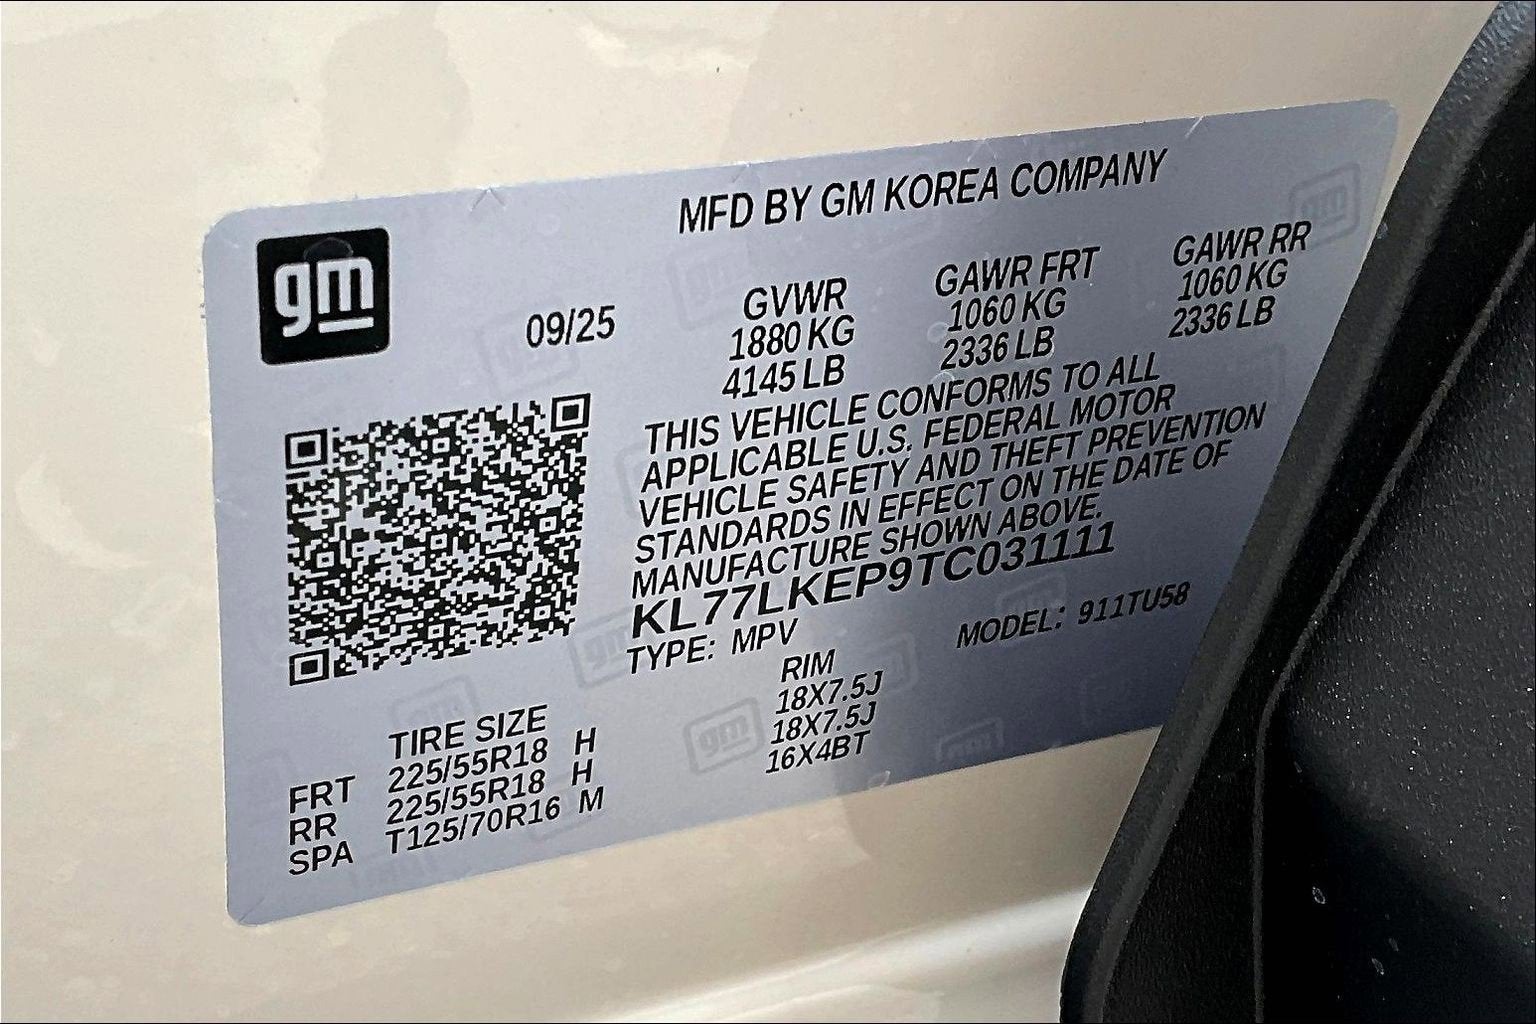 MFD BY GM KOREA COMPANY
gm
09/25
GVWR GAWR FRT GAWR RR
1880 KG 1060 KG 1060 KG
4145 LB 2336 LB 2336 LB
THIS VEHICLE CONFORMS TO ALL
APPLICABLE U.S. FEDERAL MOTOR
VEHICLE SAFETY AND THEFT PREVENTION
STANDARDS IN EFFECT ON THE DATE OF
MANUFACTURE SHOWN ABOVE.
KL77LKEP9TC031111
TYPE: MPV MODEL: 911TU58
TIRE SIZE RIM
FRT 225/55R18 H 18X7.5J
RR 225/55R18 H 18X7.5J
SPA T125/70R16 M 16X4BT